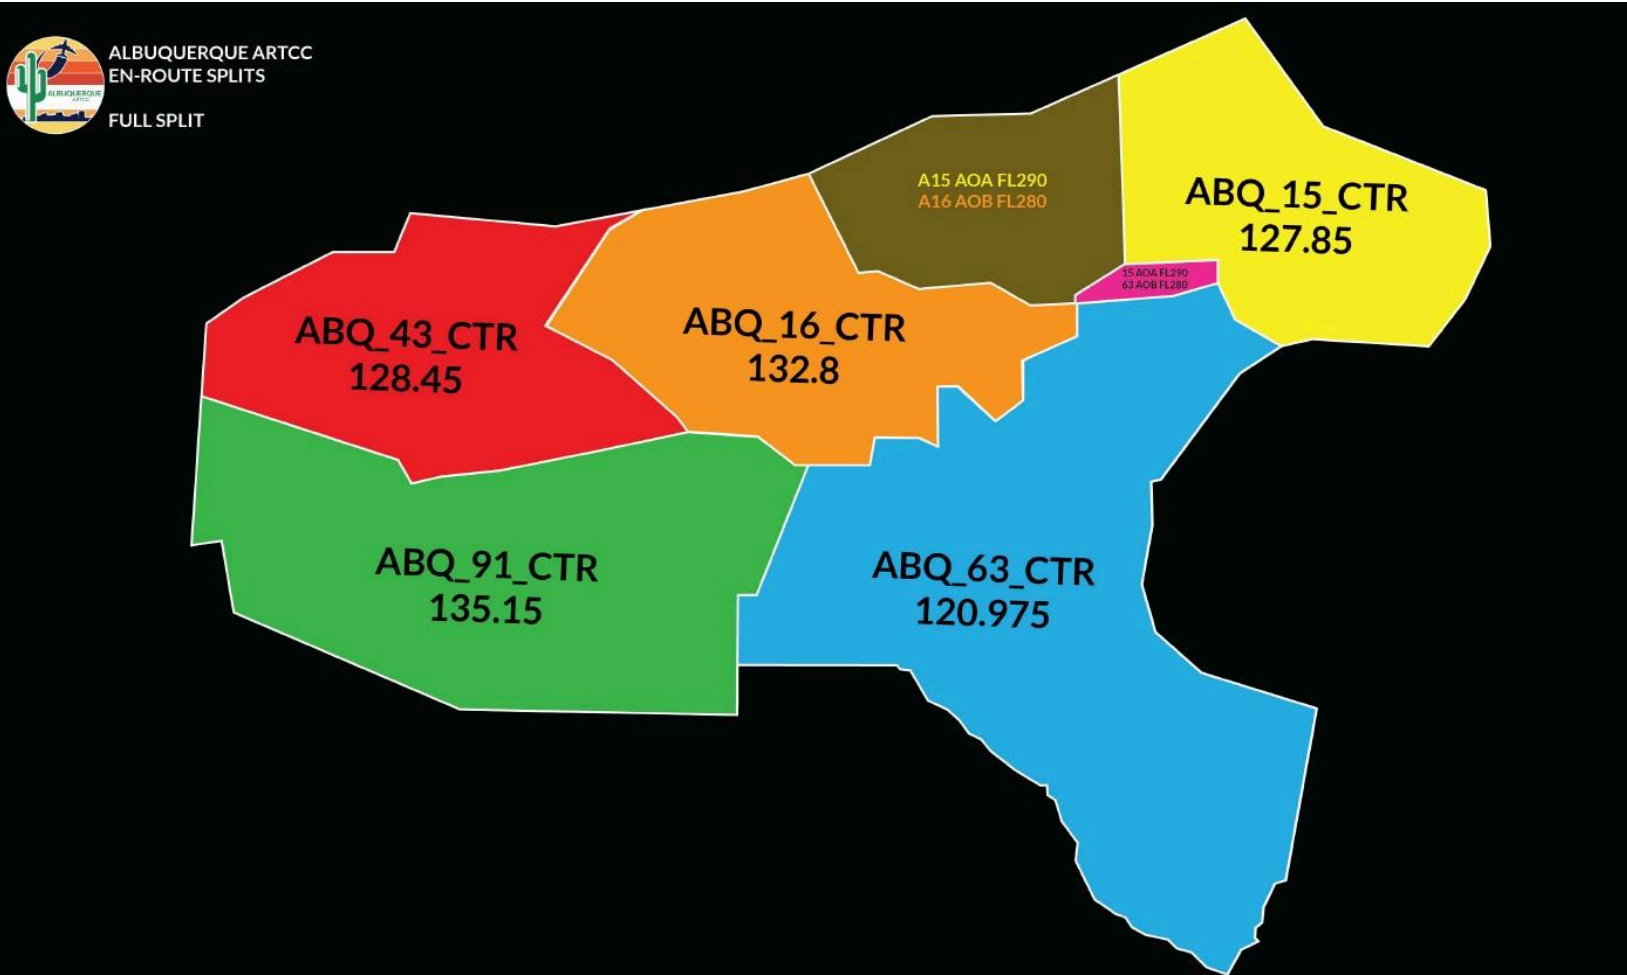 ALBUQUERQUE ARTCC
EN-ROUTE SPLITS
FULL SPLIT
ALBUQUERQUE
ARTCC
A15 AOA FL290
A16 AOB FL280
ABQ_15_CTR
127.85
15 AOA FL290
63 AOB FL280
ABQ_43_CTR
128.45
ABQ_16_CTR
132.8
ABQ_91_CTR
135.15
ABQ_63_CTR
120.975